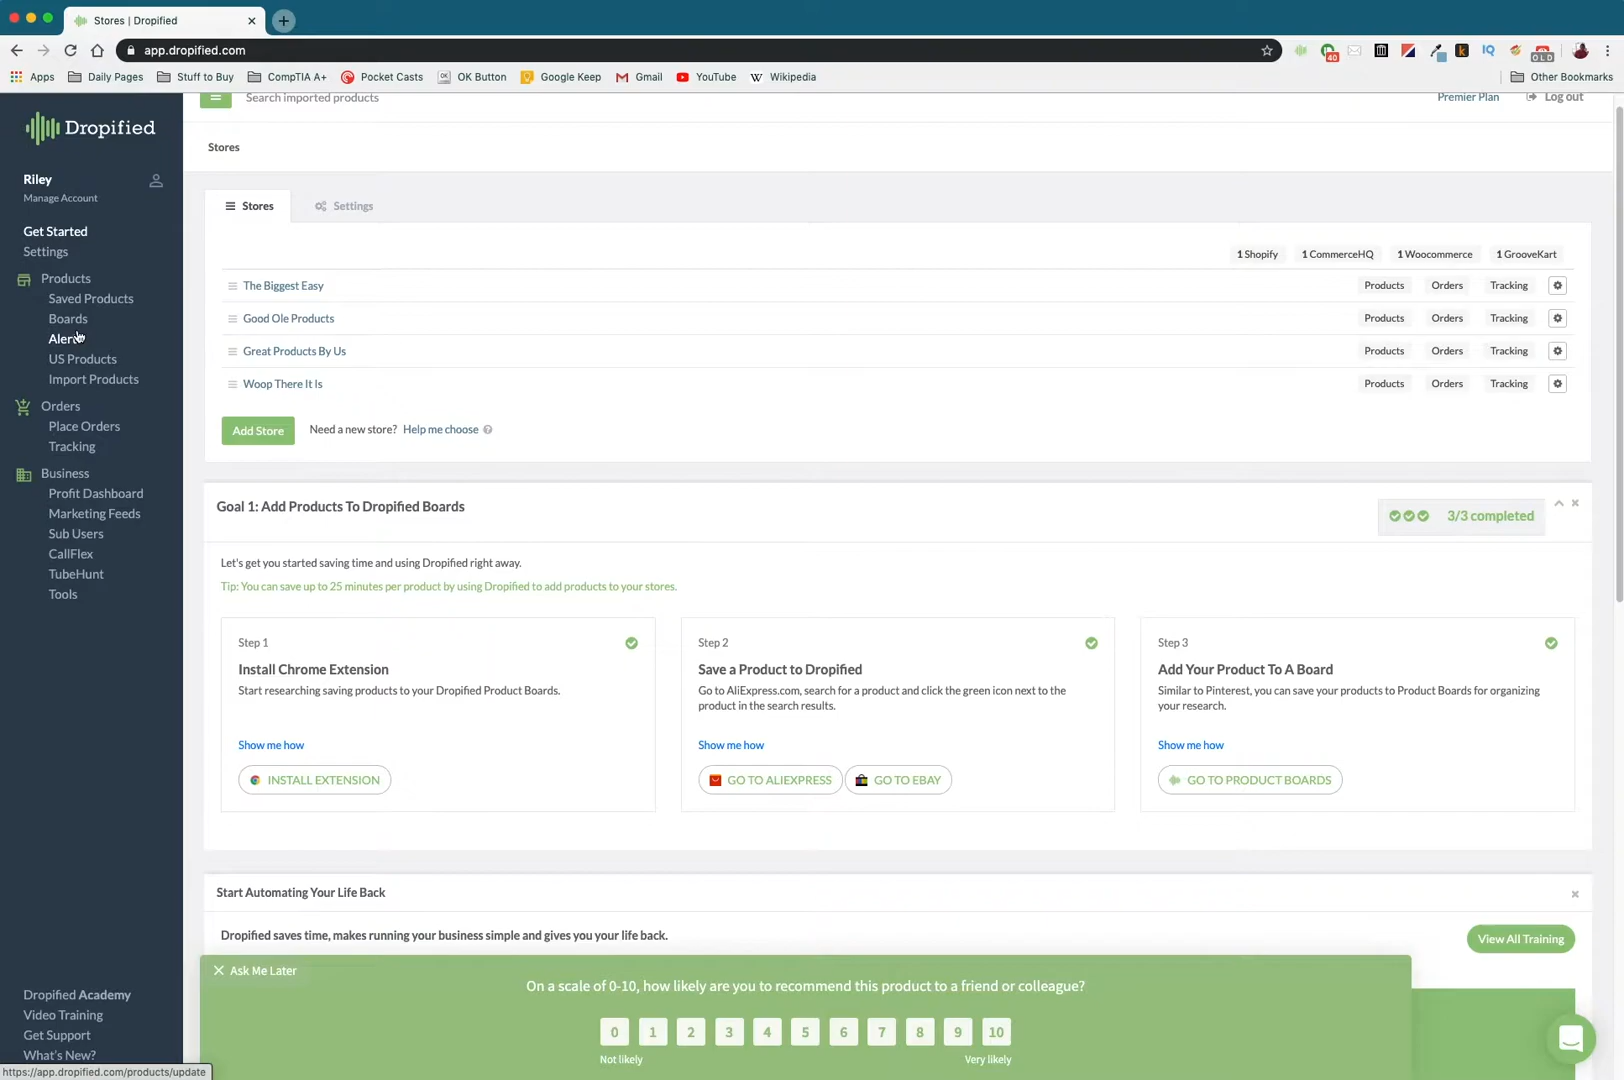 Stores | Dropified
app.dropified.com
40
IQ
OLD
Apps Daily Pages Stuff to Buy CompTIA A+ Pocket Casts OK OK Button Google Keep Gmail YouTube W Wikipedia Other Bookmarks
Dropified
Search imported products Premier Plan Log out
Stores
Riley
Manage Account
Get Started
Settings
Products
Saved Products
Boards
Alerts
US Products
Import Products
Orders
Place Orders
Tracking
Business
Profit Dashboard
Marketing Feeds
Sub Users
CallFlex
TubeHunt
Tools
Dropified Academy
Video Training
Get Support
What's New?
https://app.dropified.com/products/update
Stores Settings
1 Shopify 1 CommerceHQ 1 Woocommerce 1 GrooveKart
The Biggest Easy Products Orders Tracking
Good Ole Products Products Orders Tracking
Great Products By Us Products Orders Tracking
Woop There It Is Products Orders Tracking
Add Store Need a new store? Help me choose
Goal 1: Add Products To Dropified Boards
3/3 completed
Let's get you started saving time and using Dropified right away.
Tip: You can save up to 25 minutes per product by using Dropified to add products to your stores.
Step 1
Install Chrome Extension
Start researching saving products to your Dropified Product Boards.
Show me how
INSTALL EXTENSION
Step 2
Save a Product to Dropified
Go to AliExpress.com, search for a product and click the green icon next to the
product in the search results.
Show me how
GO TO ALIEXPRESS GO TO EBAY
Step 3
Add Your Product To A Board
Similar to Pinterest, you can save your products to Product Boards for organizing
your research.
Show me how
GO TO PRODUCT BOARDS
Start Automating Your Life Back
Dropified saves time, makes running your business simple and gives you your life back.
View All Training
Ask Me Later
On a scale of 0-10, how likely are you to recommend this product to a friend or colleague?
0 1 2 3 4 5 6 7 8 9 10
Not likely Very likely